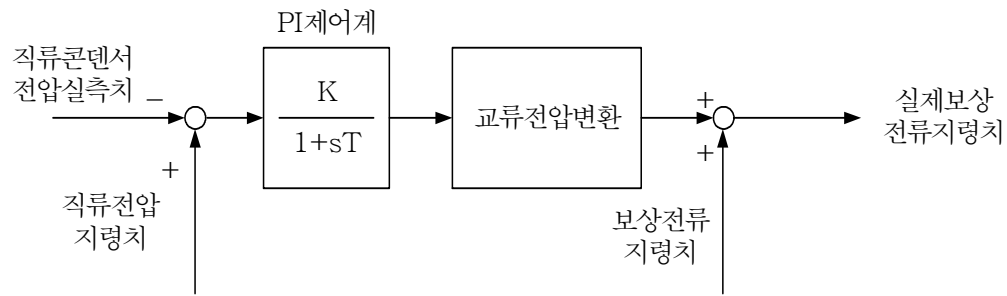 PI제어계
직류콘덴서
전압실측치
−
+
직류전압
지령치
K
1+sT
교류전압변환
+
+
보상전류
지령치
실제보상
전류지령치